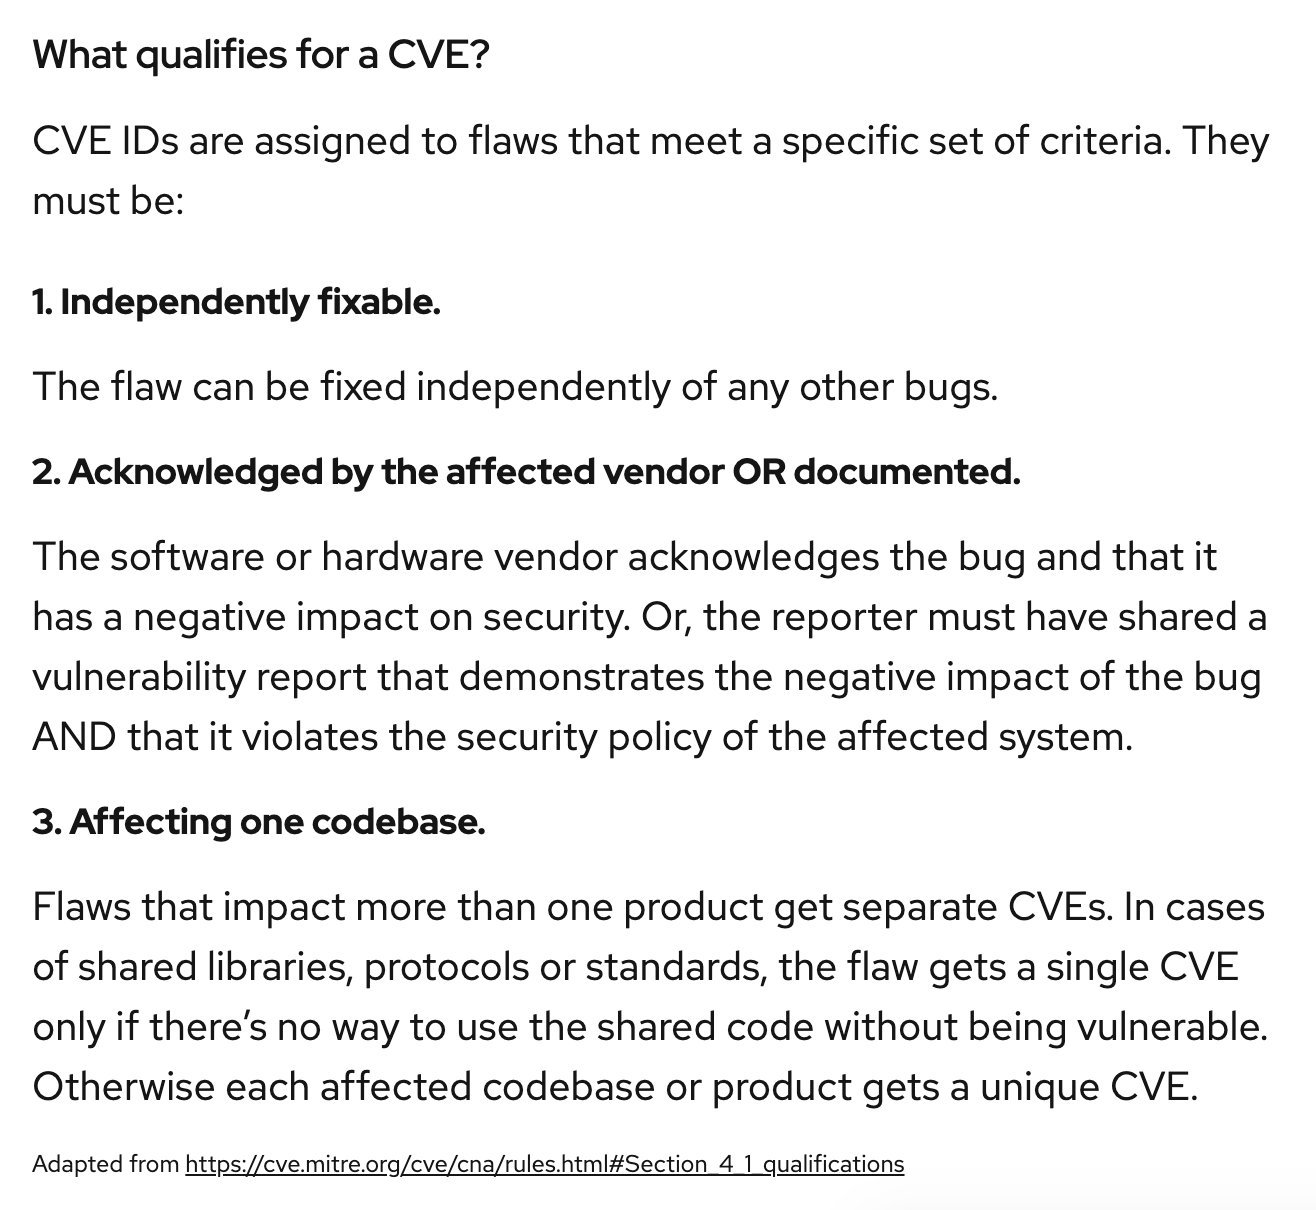 What qualifies for a CVE?
CVE IDs are assigned to flaws that meet a specific set of criteria. They
must be:
1. Independently fixable.
The flaw can be fixed independently of any other bugs.
2. Acknowledged by the affected vendor OR documented.
The software or hardware vendor acknowledges the bug and that it
has a negative impact on security. Or, the reporter must have shared a
vulnerability report that demonstrates the negative impact of the bug
AND that it violates the security policy of the affected system.
3. Affecting one codebase.
Flaws that impact more than one product get separate CVEs. In cases
of shared libraries, protocols or standards, the flaw gets a single CVE
only if there’s no way to use the shared code without being vulnerable.
Otherwise each affected codebase or product gets a unique CVE.
Adapted from https://cve.mitre.org/cve/cna/rules.html#Section_4_1_qualifications